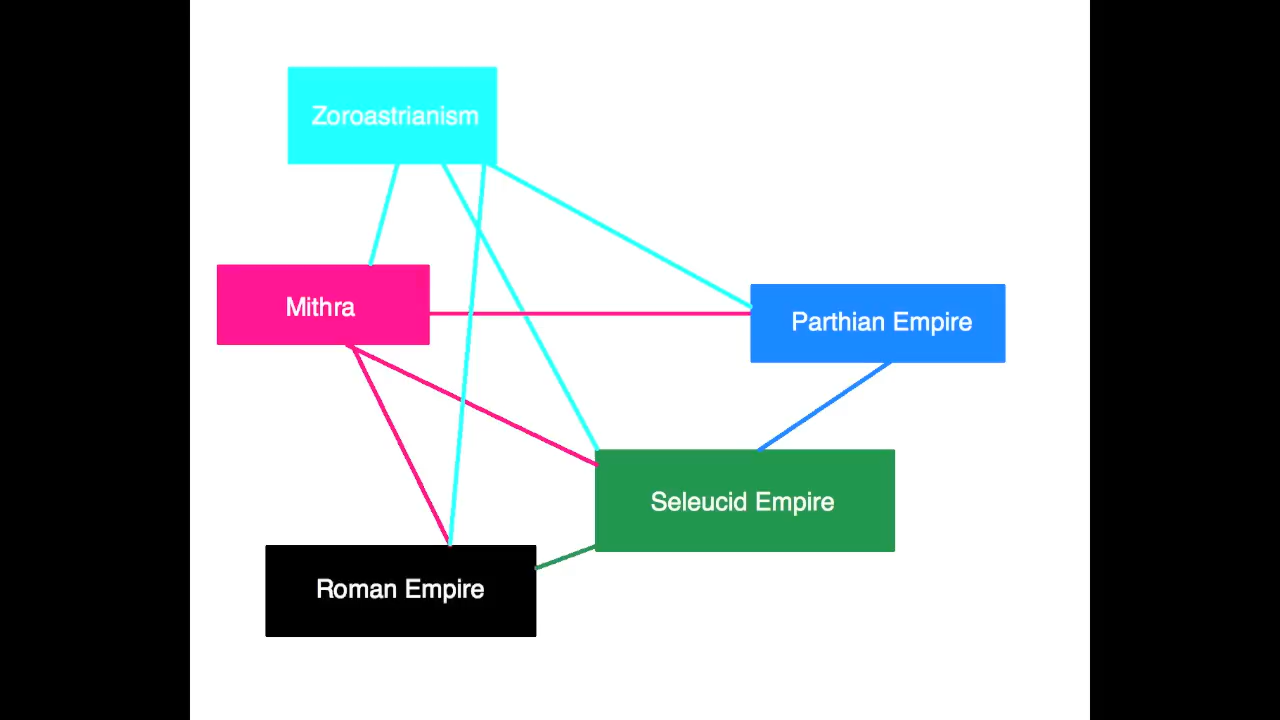 Zoroastrianism
Mithra
Parthian Empire
Seleucid Empire
Roman Empire